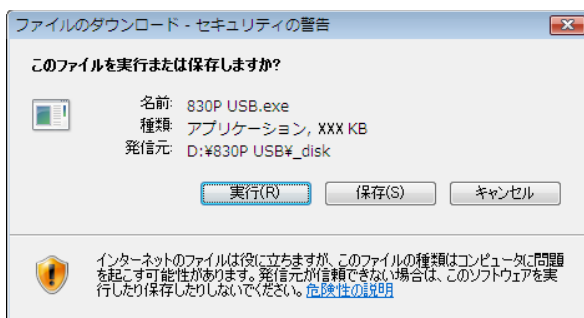 ファイルのダウンロード - セキュリティの警告
このファイルを実行または保存しますか?
名前: 830P USB.exe
種類: アプリケーション, XXX KB
発信元: D:¥830P USB¥_disk
実行(R) 保存(S) キャンセル
インターネットのファイルは役に立ちますが、このファイルの種類はコンピュータに問題
を起こす可能性があります。発信元が信頼できない場合は、このソフトウェアを実
行したり保存したりしないでください。危険性の説明